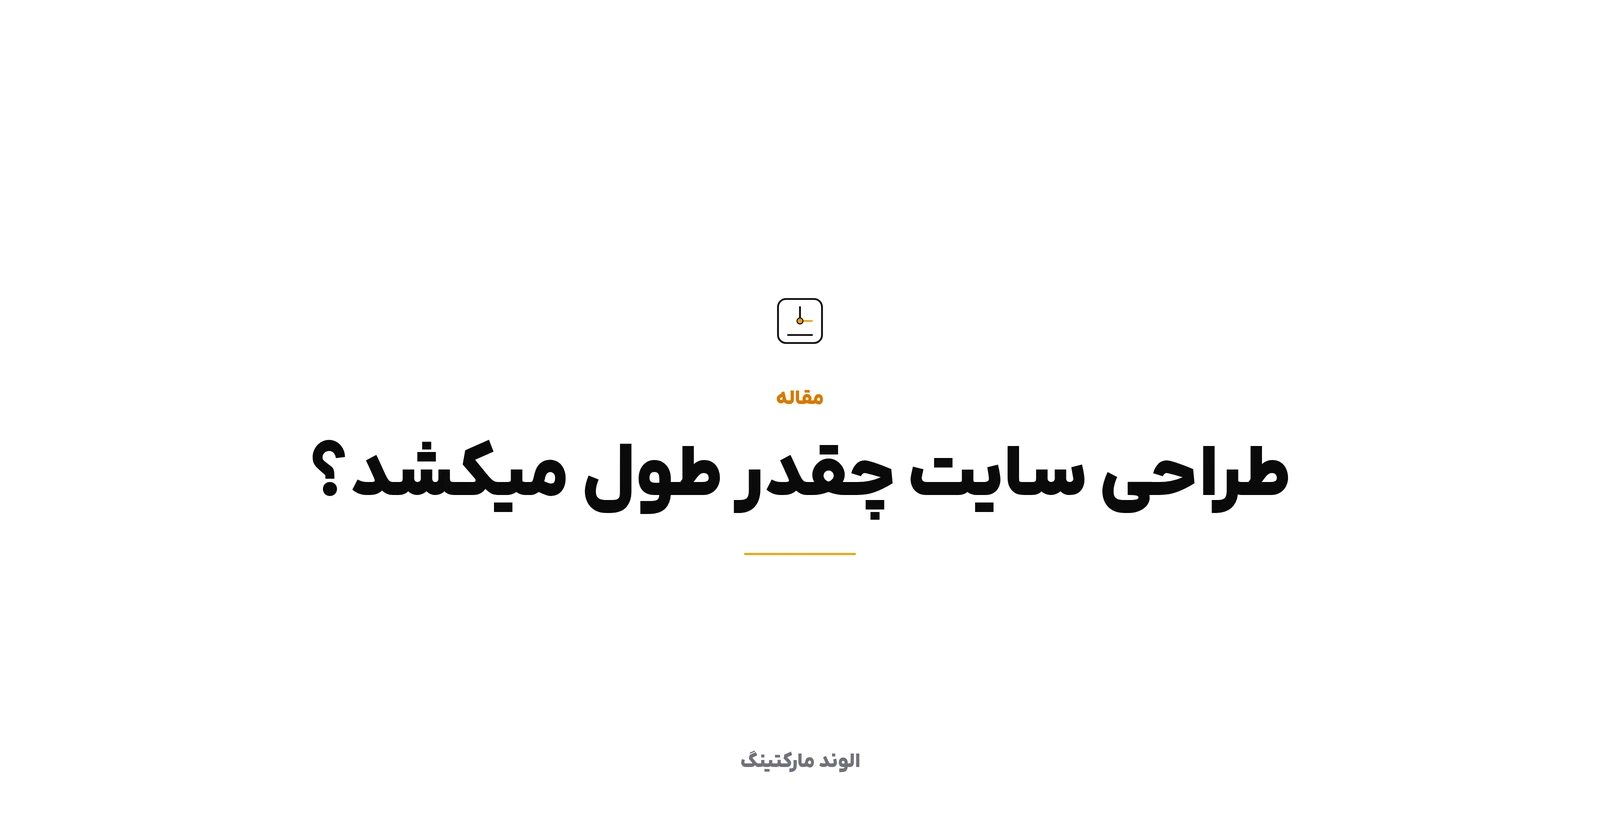 مقاله
طراحی سایت چقدر طول میکشد؟
الوند مارکتینگ